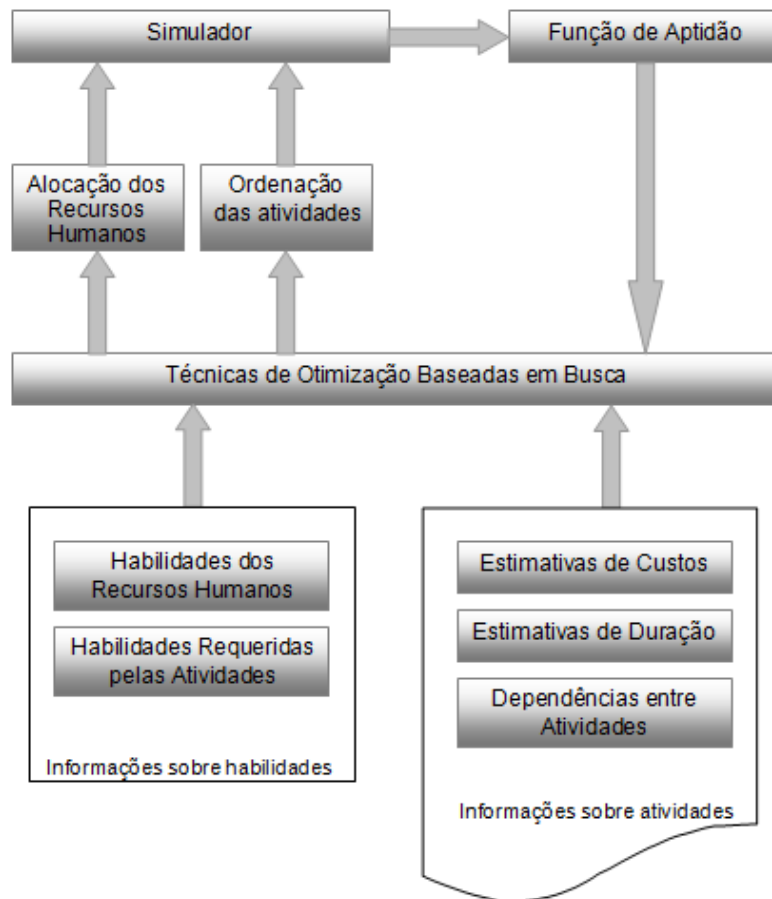 Simulador
Função de Aptidão
Alocação dos
Recursos
Humanos
Ordenação
das atividades
Técnicas de Otimização Baseadas em Busca
Habilidades dos
Recursos Humanos
Habilidades Requeridas
pelas Atividades
Informações sobre habilidades
Estimativas de Custos
Estimativas de Duração
Dependências entre
Atividades
Informações sobre atividades